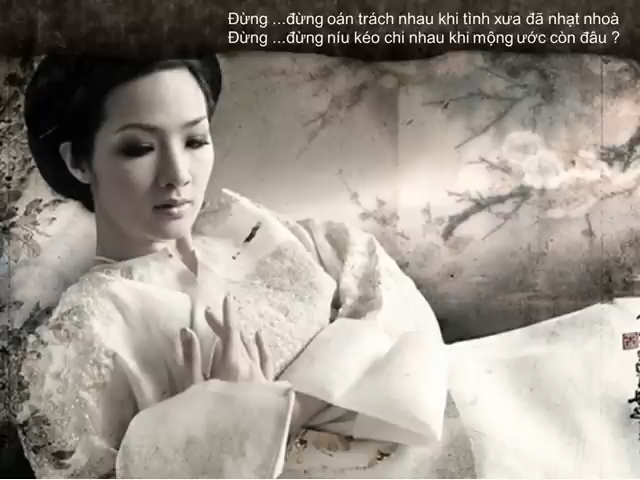 Đừng ...đừng oán trách nhau khi tình xưa đã nhạt nhoà
Đừng ...đừng níu kéo chi nhau khi mộng ước còn đâu ?